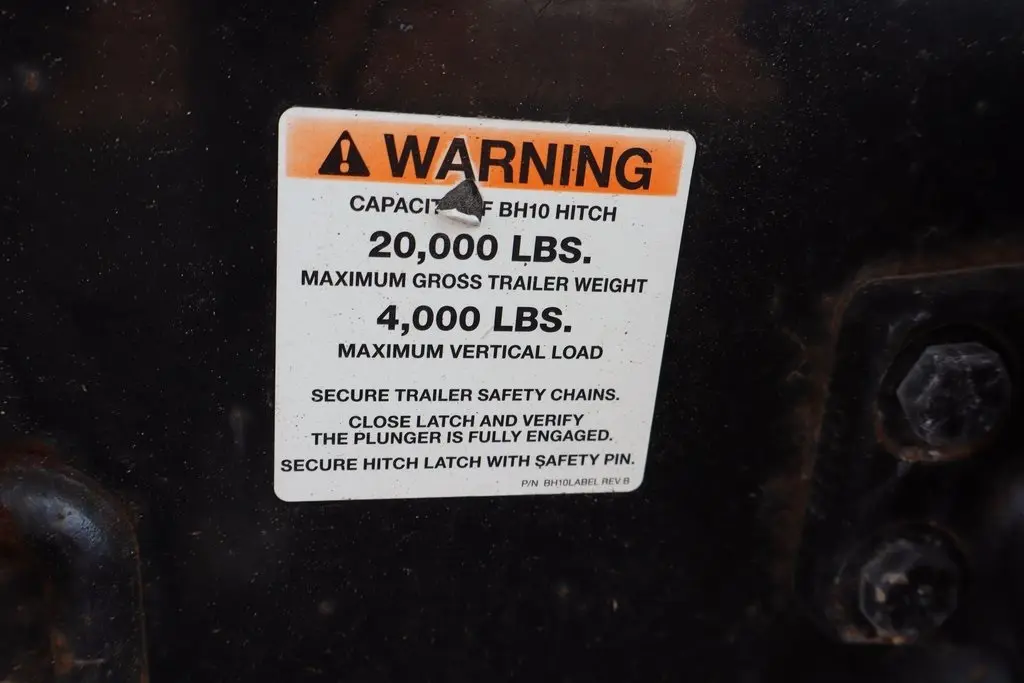 WARNING
CAPACIT F BH10 HITCH
20,000 LBS.
MAXIMUM GROSS TRAILER WEIGHT
4,000 LBS.
MAXIMUM VERTICAL LOAD
SECURE TRAILER SAFETY CHAINS.
CLOSE LATCH AND VERIFY
THE PLUNGER IS FULLY ENGAGED.
SECURE HITCH LATCH WITH SAFETY PIN.
P/N BH10LABEL REV B